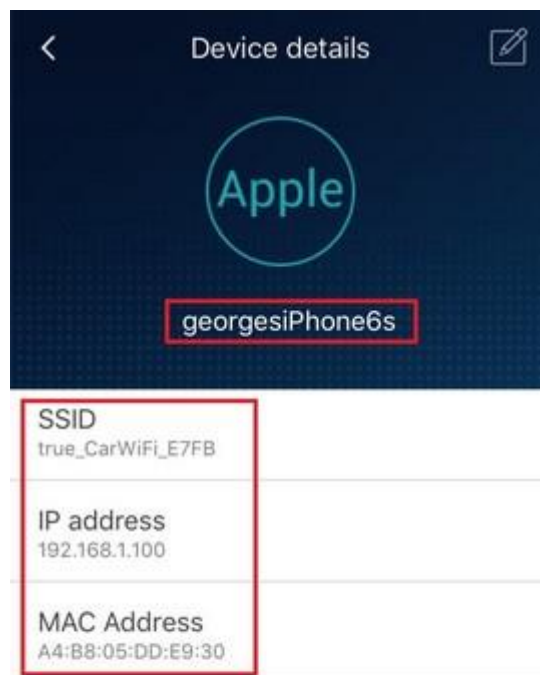 Device details
Apple
georgesiPhone6s
SSID
true_CarWiFi_E7FB
IP address
192.168.1.100
MAC Address
A4:B8:05:DD:E9:30